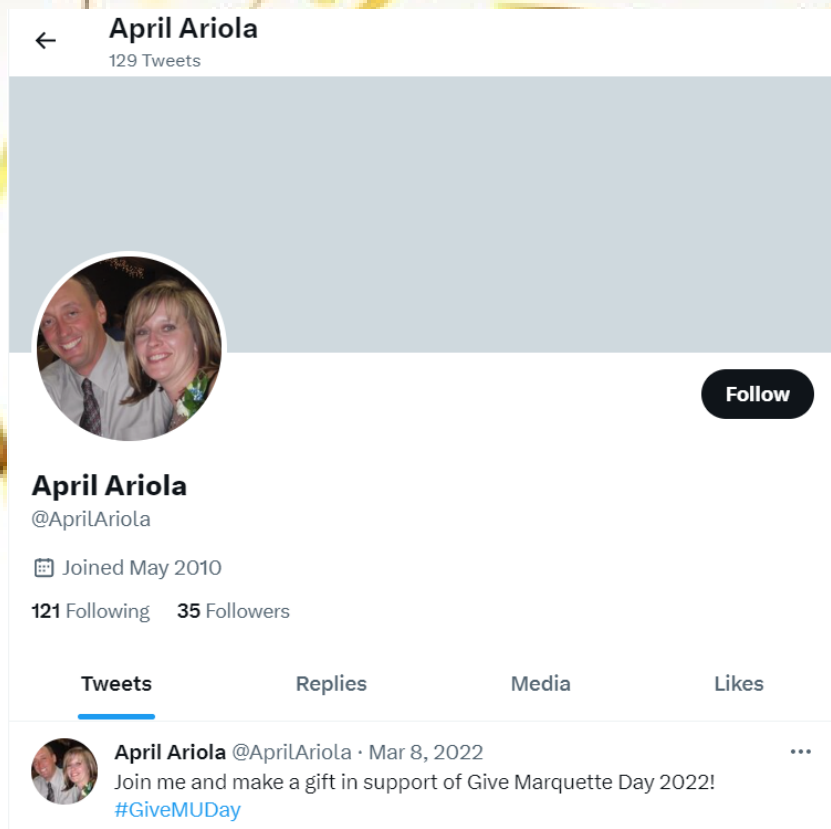 April Ariola
129 Tweets
Follow
April Ariola
@AprilAriola
Joined May 2010
121 Following 35 Followers
Tweets Replies Media Likes
April Ariola @AprilAriola · Mar 8, 2022
Join me and make a gift in support of Give Marquette Day 2022!
#GiveMUDay